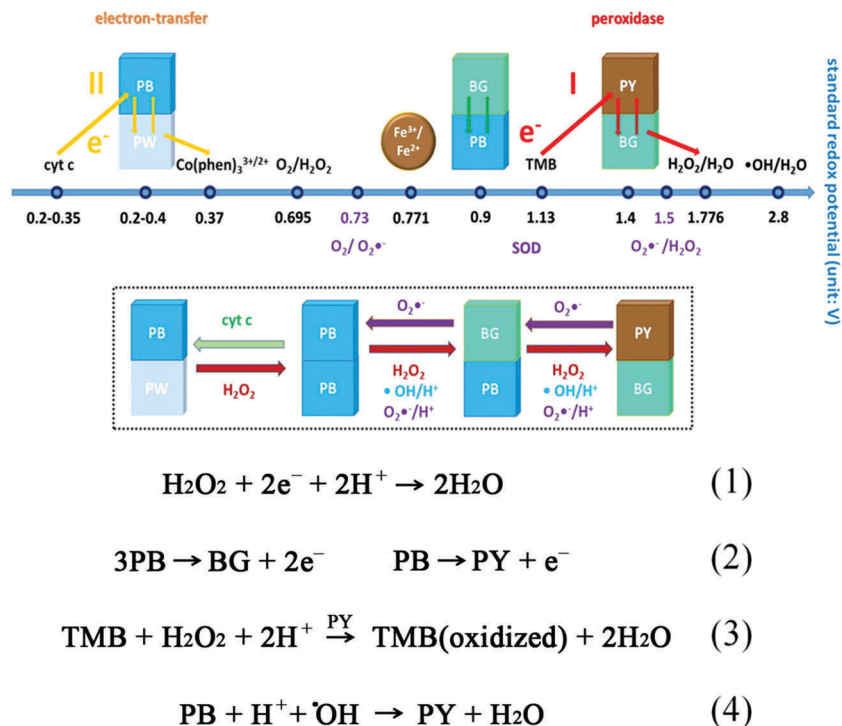 electron-transfer
peroxidase
II
PB
e⁻
PW
Fe³⁺/
Fe²⁺
BG
PB
I
e⁻
PY
BG
cyt c
Co(phen)₃³⁺/²⁺
O₂/H₂O₂
TMB
H₂O₂/H₂O
•OH/H₂O
0.2-0.35
0.2-0.4
0.37
0.695
0.73
0.771
0.9
1.13
1.4
1.5
1.776
2.8
O₂/ O₂•⁻
SOD
O₂•⁻/H₂O₂
standard redox potential (unit: V)
PB
PW
cyt c
H₂O₂
PB
PB
O₂•⁻
H₂O₂
• OH/H⁺
O₂•⁻/H⁺
BG
PB
O₂•⁻
H₂O₂
• OH/H⁺
O₂•⁻/H⁺
PY
BG
H₂O₂ + 2e⁻ + 2H⁺ → 2H₂O (1)
3PB → BG + 2e⁻ PB → PY + e⁻ (2)
PY
TMB + H₂O₂ + 2H⁺ → TMB(oxidized) + 2H₂O (3)
PB + H⁺ + •OH → PY + H₂O (4)